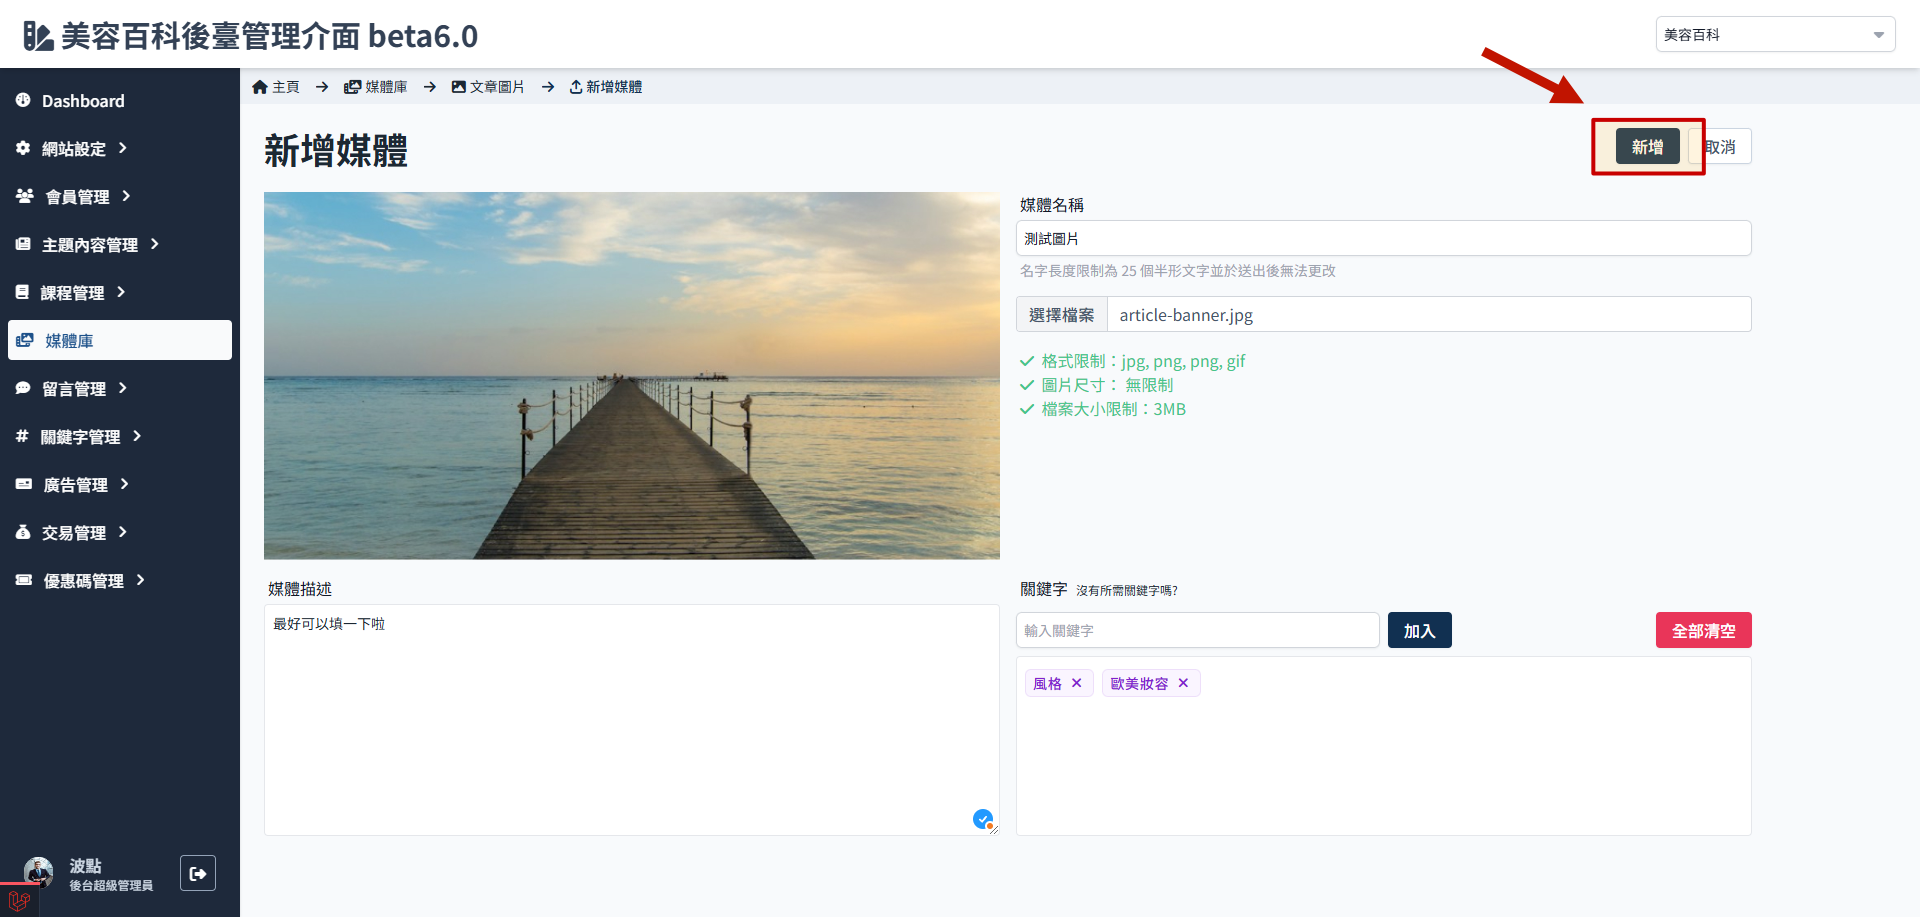 美容百科後臺管理介面 beta6.0
美容百科
Dashboard
網站設定
會員管理
主題內容管理
課程管理
媒體庫
留言管理
關鍵字管理
廣告管理
交易管理
優惠碼管理
波點
後台超級管理員
主頁 → 媒體庫 → 文章圖片 → 新增媒體
新增媒體
新增
取消
媒體名稱
測試圖片
名字長度限制為 25 個半形文字並於送出後無法更改
選擇檔案 article-banner.jpg
格式限制：jpg, png, png, gif
圖片尺寸： 無限制
檔案大小限制：3MB
媒體描述
最好可以填一下啦
關鍵字 沒有所需關鍵字嗎?
輸入關鍵字
加入
全部清空
風格 ✕ 歐美妝容 ✕